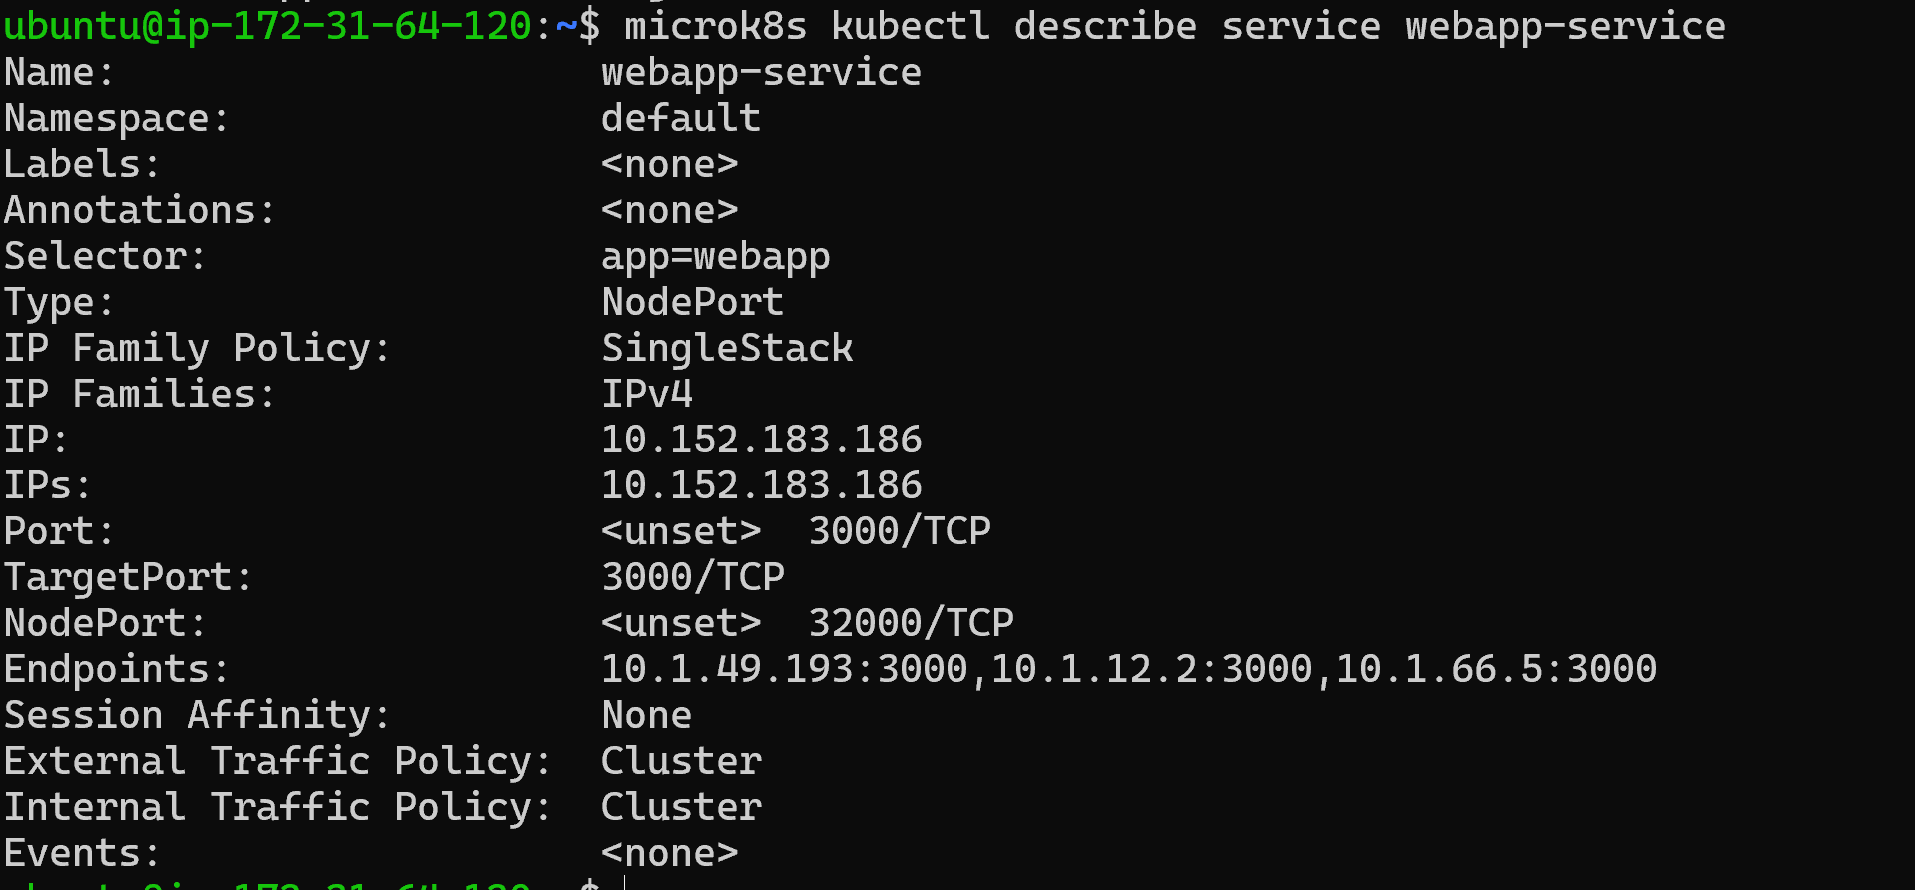 ubuntu@ip-172-31-64-120:~$ microk8s kubectl describe service webapp-service
Name: webapp-service
Namespace: default
Labels: <none>
Annotations: <none>
Selector: app=webapp
Type: NodePort
IP Family Policy: SingleStack
IP Families: IPv4
IP: 10.152.183.186
IPs: 10.152.183.186
Port: <unset> 3000/TCP
TargetPort: 3000/TCP
NodePort: <unset> 32000/TCP
Endpoints: 10.1.49.193:3000,10.1.12.2:3000,10.1.66.5:3000
Session Affinity: None
External Traffic Policy: Cluster
Internal Traffic Policy: Cluster
Events: <none>